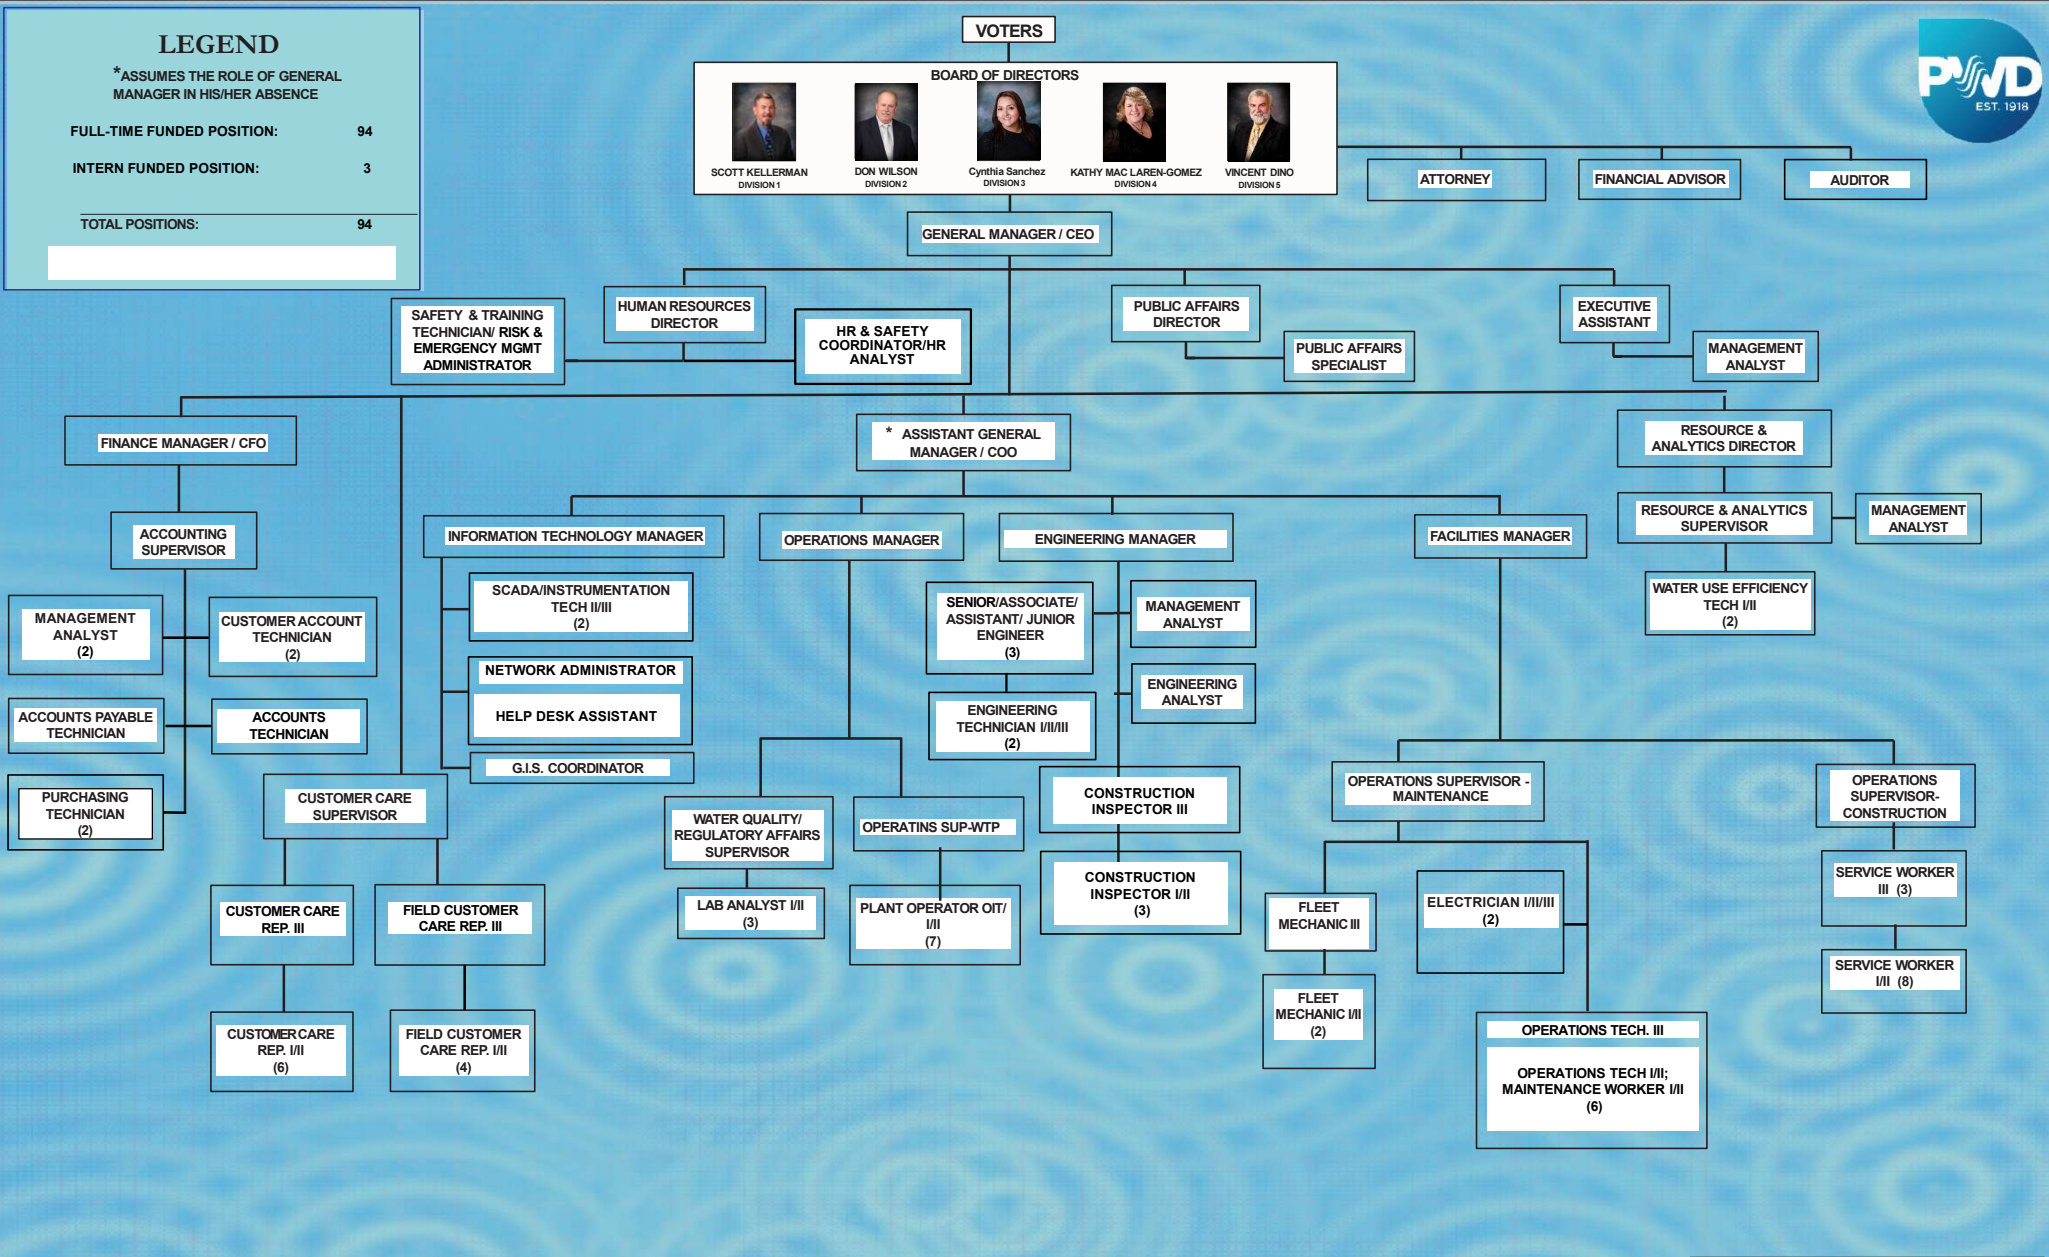 LEGEND
*ASSUMES THE ROLE OF GENERAL
MANAGER IN HIS/HER ABSENCE
FULL-TIME FUNDED POSITION: 94
INTERN FUNDED POSITION: 3
TOTAL POSITIONS: 94
VOTERS
BOARD OF DIRECTORS
SCOTT KELLERMAN
DIVISION 1
DON WILSON
DIVISION 2
Cynthia Sanchez
DIVISION 3
KATHY MAC LAREN-GOMEZ
DIVISION 4
VINCENT DINO
DIVISION 5
PWD
EST. 1918
ATTORNEY
FINANCIAL ADVISOR
AUDITOR
GENERAL MANAGER / CEO
SAFETY & TRAINING
TECHNICIAN/ RISK &
EMERGENCY MGMT
ADMINISTRATOR
HUMAN RESOURCES
DIRECTOR
HR & SAFETY
COORDINATOR/HR
ANALYST
PUBLIC AFFAIRS
DIRECTOR
PUBLIC AFFAIRS
SPECIALIST
EXECUTIVE
ASSISTANT
MANAGEMENT
ANALYST
FINANCE MANAGER / CFO
* ASSISTANT GENERAL
MANAGER / COO
RESOURCE &
ANALYTICS DIRECTOR
ACCOUNTING
SUPERVISOR
INFORMATION TECHNOLOGY MANAGER
OPERATIONS MANAGER
ENGINEERING MANAGER
FACILITIES MANAGER
RESOURCE & ANALYTICS
SUPERVISOR
MANAGEMENT
ANALYST
MANAGEMENT
ANALYST
(2)
CUSTOMER ACCOUNT
TECHNICIAN
(2)
SCADA/INSTRUMENTATION
TECH II/III
(2)
SENIOR/ASSOCIATE/
ASSISTANT/ JUNIOR
ENGINEER
(3)
MANAGEMENT
ANALYST
WATER USE EFFICIENCY
TECH I/II
(2)
NETWORK ADMINISTRATOR
HELP DESK ASSISTANT
ENGINEERING
ANALYST
ACCOUNTS PAYABLE
TECHNICIAN
ACCOUNTS
TECHNICIAN
ENGINEERING
TECHNICIAN I/II/III
(2)
G.I.S. COORDINATOR
PURCHASING
TECHNICIAN
(2)
CUSTOMER CARE
SUPERVISOR
WATER QUALITY/
REGULATORY AFFAIRS
SUPERVISOR
OPERATINS SUP-WTP
CONSTRUCTION
INSPECTOR III
OPERATIONS SUPERVISOR -
MAINTENANCE
OPERATIONS
SUPERVISOR-
CONSTRUCTION
CUSTOMER CARE
REP. III
FIELD CUSTOMER
CARE REP. III
LAB ANALYST I/II
(3)
PLANT OPERATOR OIT/
I/II
(7)
CONSTRUCTION
INSPECTOR I/II
(3)
FLEET
MECHANIC III
ELECTRICIAN I/II/III
(2)
SERVICE WORKER
III (3)
CUSTOMER CARE
REP. I/II
(6)
FIELD CUSTOMER
CARE REP. I/II
(4)
FLEET
MECHANIC I/II
(2)
SERVICE WORKER
I/II (8)
OPERATIONS TECH. III
OPERATIONS TECH I/II;
MAINTENANCE WORKER I/II
(6)